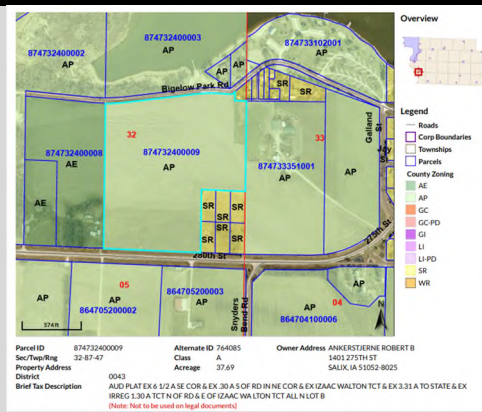 Overview
874732400003
AP
874732400002
AP
874733102001
AP
AP
AP
Bigelow Park Rd
SR
SR
Galland St
32
33
874732400008
AE
874732400009
AP
874733351001
AP
AP
AE
SR
SR
SR
SR
SR
SR
275th St
280th St
05
AP
864705200002
864705200003
AP
Snyders Bend Rd
04
AP
864704100006
AP
574 ft
N
Legend
Roads
Corp Boundaries
Townships
Parcels
County Zoning
AE
AP
GC
GC-PD
GI
LI
LI-PD
SR
WR
Parcel ID 874732400009 Alternate ID 764085 Owner Address ANKERSTJERNE ROBERT B
Sec/Twp/Rng 32-87-47 Class A 1401 275TH ST
Property Address Acreage 37.69 SALIX, IA 51052-8025
District 0043
Brief Tax Description AUD PLAT EX 6 1/2 A SE COR & EX .30 A S OF RD IN NE COR & EX IZAAC WALTON TCT & EX 3.31 A TO STATE & EX
IRREG 1.30 A TCT N OF RD & E OF IZAAC WA LTON TCT ALL N LOT B
(Note: Not to be used on legal documents)